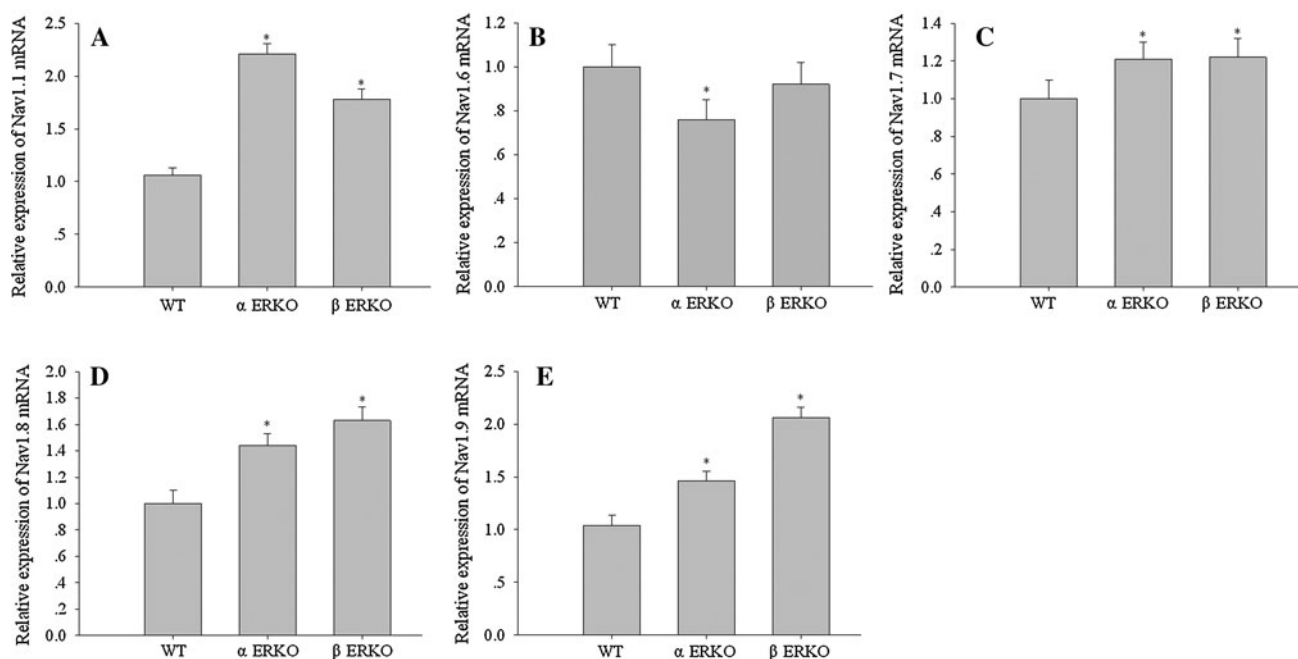 A
Relative expression of Nav1.1 mRNA
2.5
2.0
1.5
1.0
.5
0.0
*
*
WT
α ERKO
β ERKO
B
Relative expression of Nav1.6 mRNA
1.2
1.0
.8
.6
.4
.2
0.0
*
WT
α ERKO
β ERKO
C
Relative expression of Nav1.7 mRNA
1.4
1.2
1.0
.8
.6
.4
.2
0.0
*
*
WT
α ERKO
β ERKO
D
Relative expression of Nav1.8 mRNA
2.0
1.8
1.6
1.4
1.2
1.0
.8
.6
.4
.2
0.0
*
*
WT
α ERKO
β ERKO
E
Relative expression of Nav1.9 mRNA
2.5
2.0
1.5
1.0
.5
0.0
*
*
WT
α ERKO
β ERKO